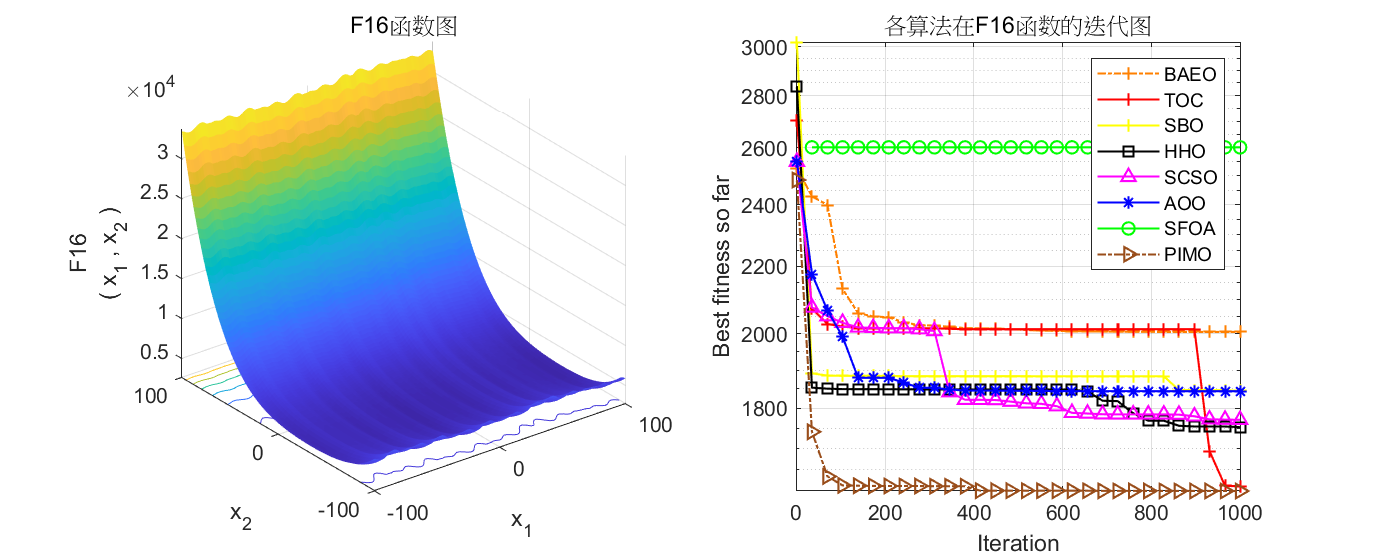 F16函数图
×10⁴
3
2.5
2
1.5
1
0.5
F16
( x₁ , x₂ )
100
0
-100
x₂
-100
0
100
x₁
各算法在F16函数的迭代图
3000
2800
2600
2400
2200
2000
1800
Best fitness so far
0
200
400
600
800
1000
Iteration
BAEO
TOC
SBO
HHO
SCSO
AOO
SFOA
PIMO